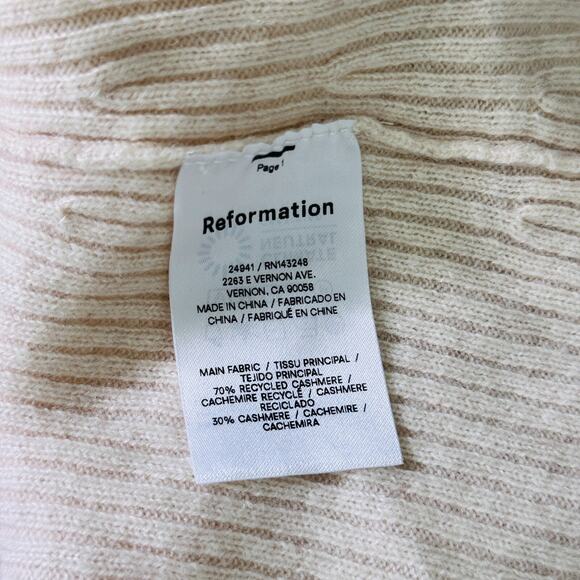 Page 1
Reformation
24941 / RN143248
2263 E VERNON AVE.
VERNON, CA 90058
MADE IN CHINA / FABRICADO EN
CHINA / FABRIQUÉ EN CHINE
MAIN FABRIC / TISSU PRINCIPAL /
TEJIDO PRINCIPAL
70% RECYCLED CASHMERE /
CACHEMIRE RECYCLÉ / CASHMERE
RECICLADO
30% CASHMERE / CACHEMIRE /
CACHEMIRA